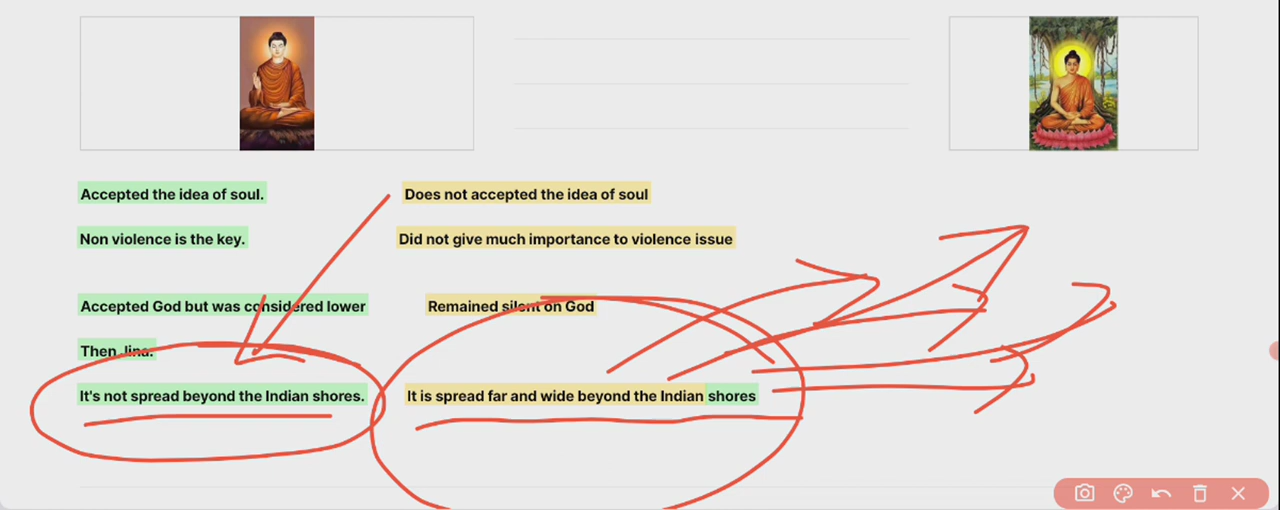 Accepted the idea of soul. Does not accepted the idea of soul
Non violence is the key. Did not give much importance to violence issue
Accepted God but was considered lower Remained silent on God
Then Jina.
It's not spread beyond the Indian shores. It is spread far and wide beyond the Indian shores